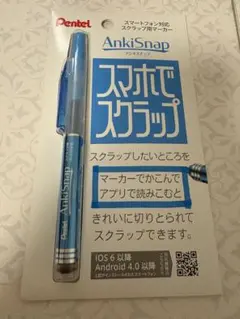 Pentel
スマートフォン対応
スクラップ用マーカー
AnkiSnap
アンキスナップ
スマホで
スクラップ
スクラップしたいところを
マーカーでかこんで
アプリで読みこむと
きれいに切りとられて
スクラップできます。
iOS 6 以降
Android 4.0 以降
Pentel AnkiSnap